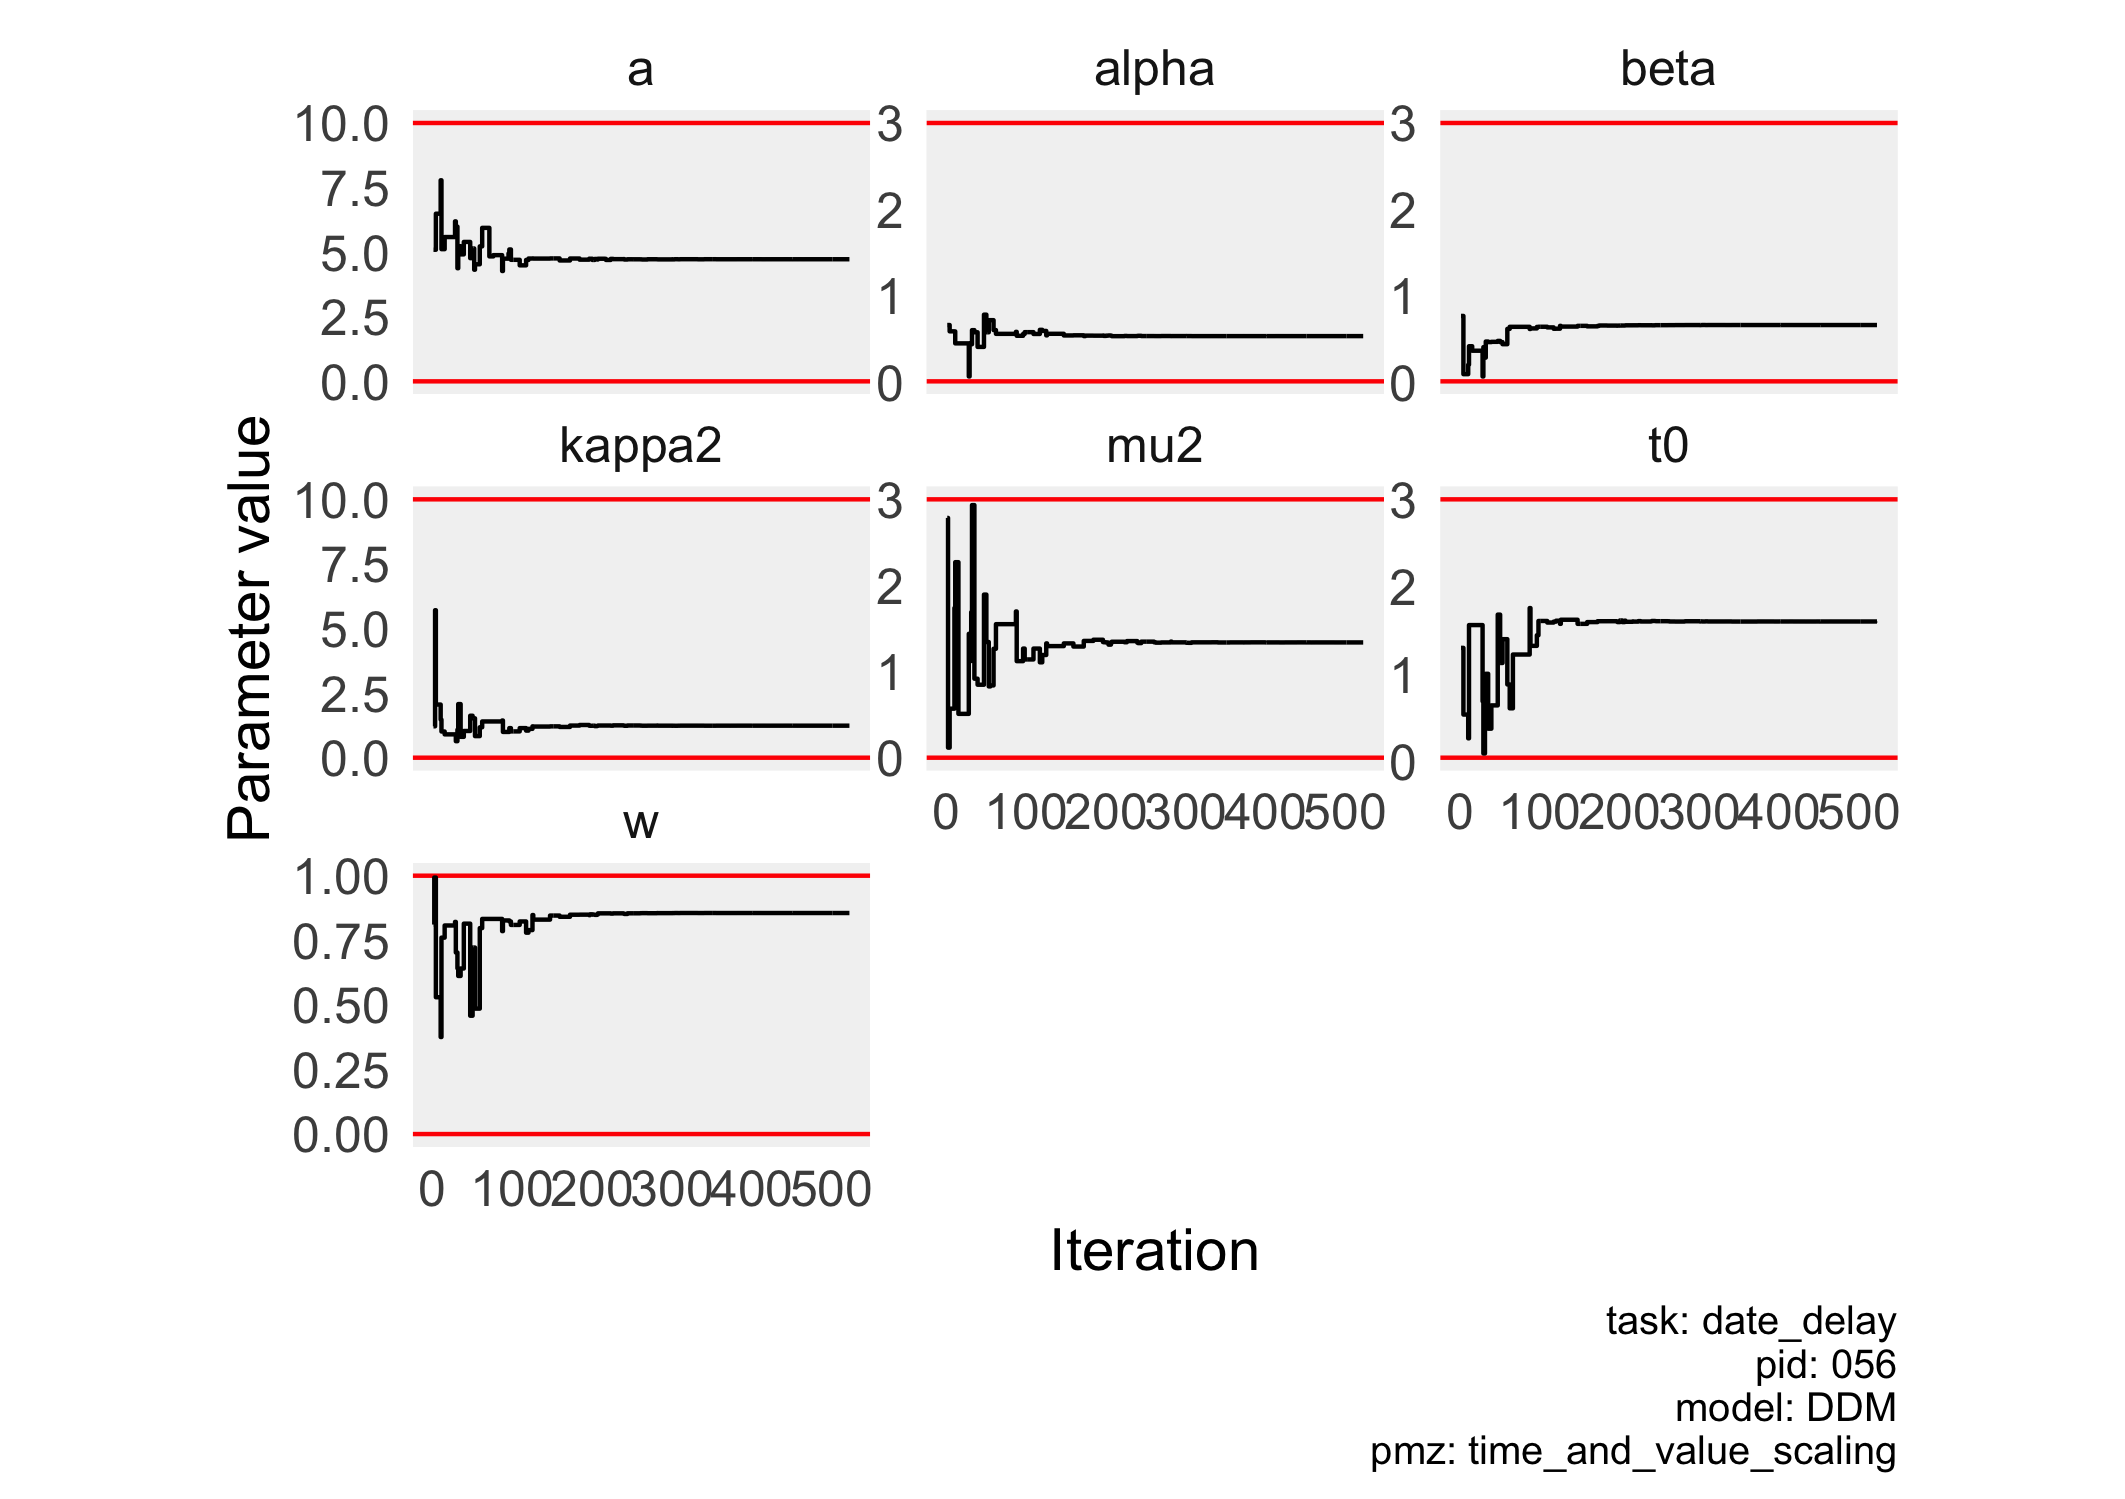 a
alpha
beta
10.0
7.5
5.0
2.5
0.0
3
2
1
0
3
2
1
0
kappa2
mu2
t0
10.0
7.5
5.0
2.5
0.0
3
2
1
0
3
2
1
0
0 100 200 300 400 500
0 100 200 300 400 500
w
1.00
0.75
0.50
0.25
0.00
0 100 200 300 400 500
Parameter value
Iteration
task: date_delay
pid: 056
model: DDM
pmz: time_and_value_scaling